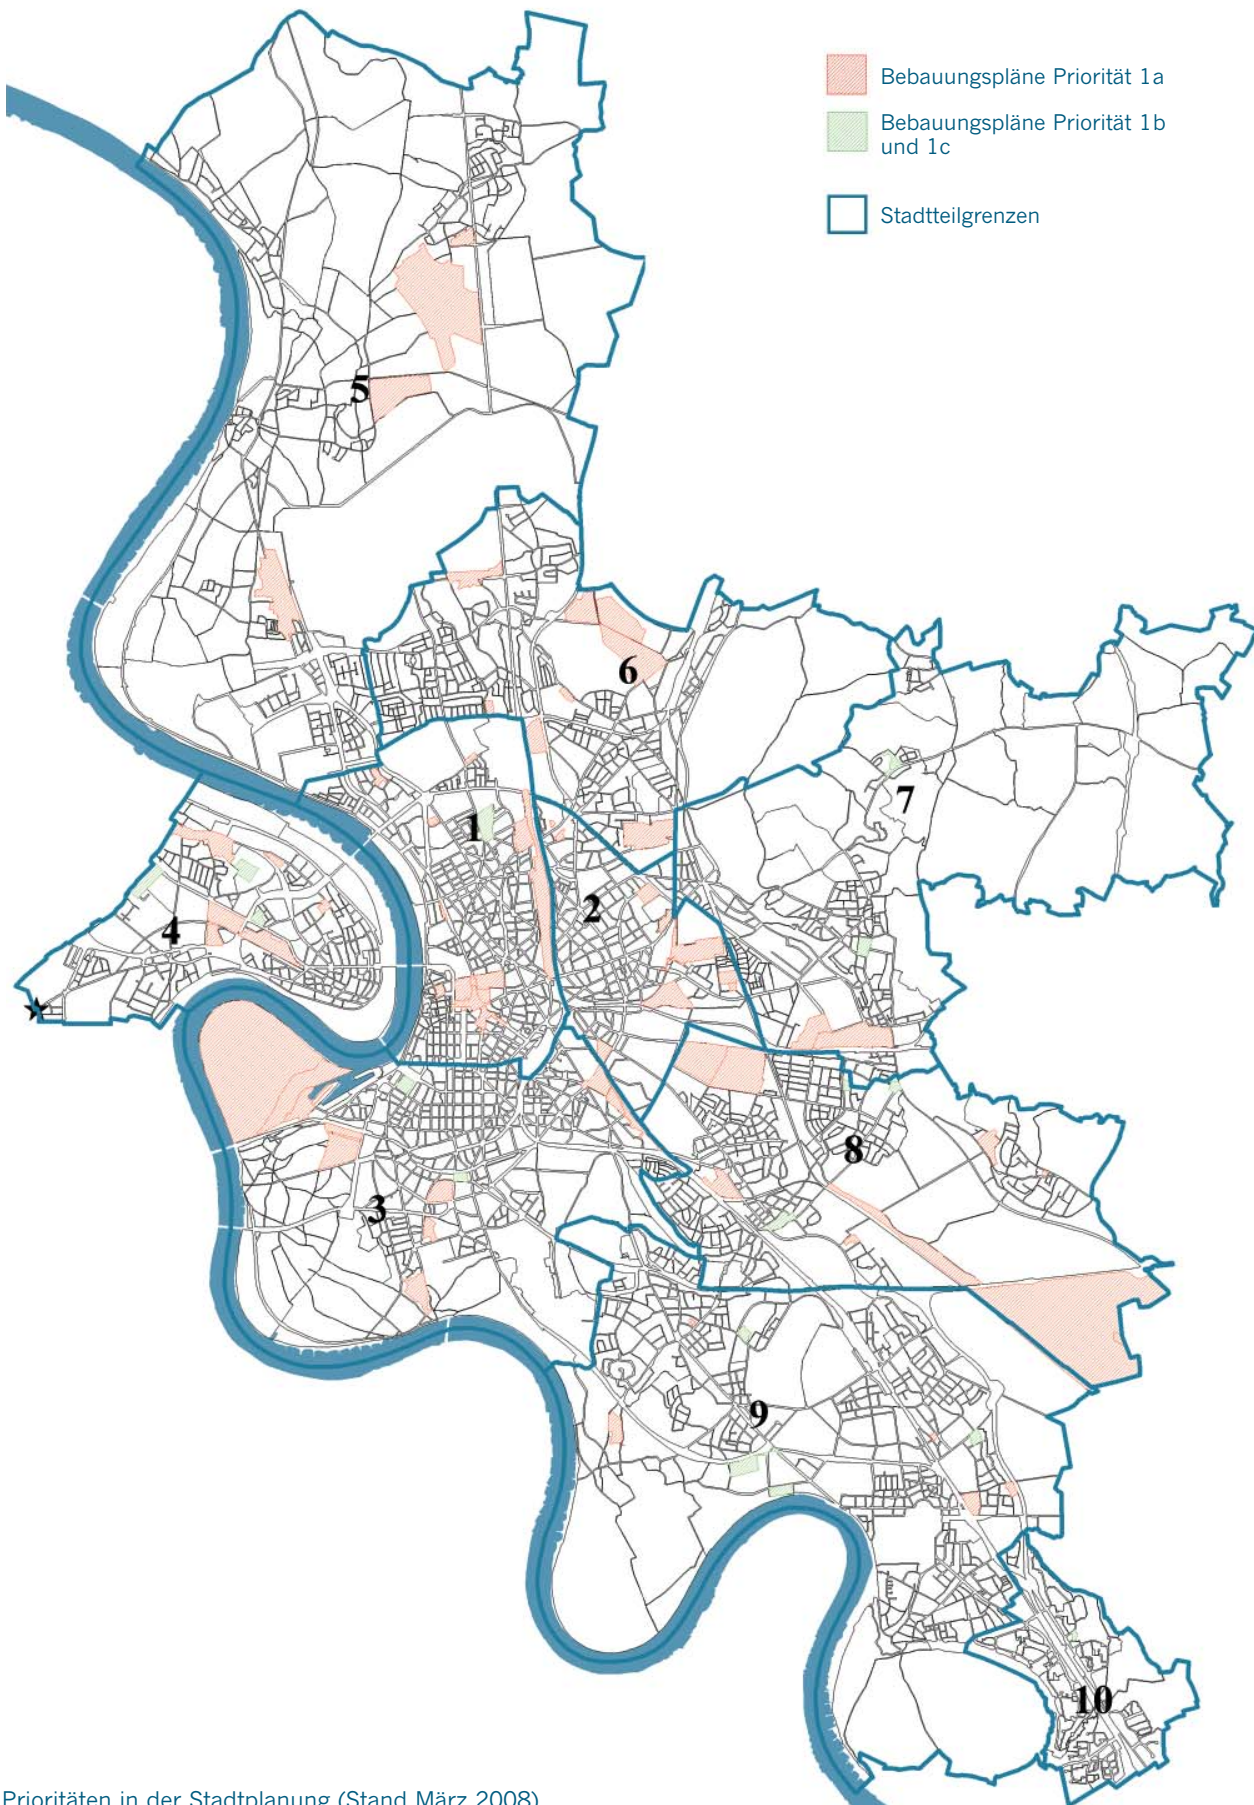 Bebauungspläne Priorität 1a
Bebauungspläne Priorität 1b
und 1c
Stadtteilgrenzen
5
6
7
1
2
4
8
3
9
10
Prioritäten in der Stadtplanung (Stand März 2008)